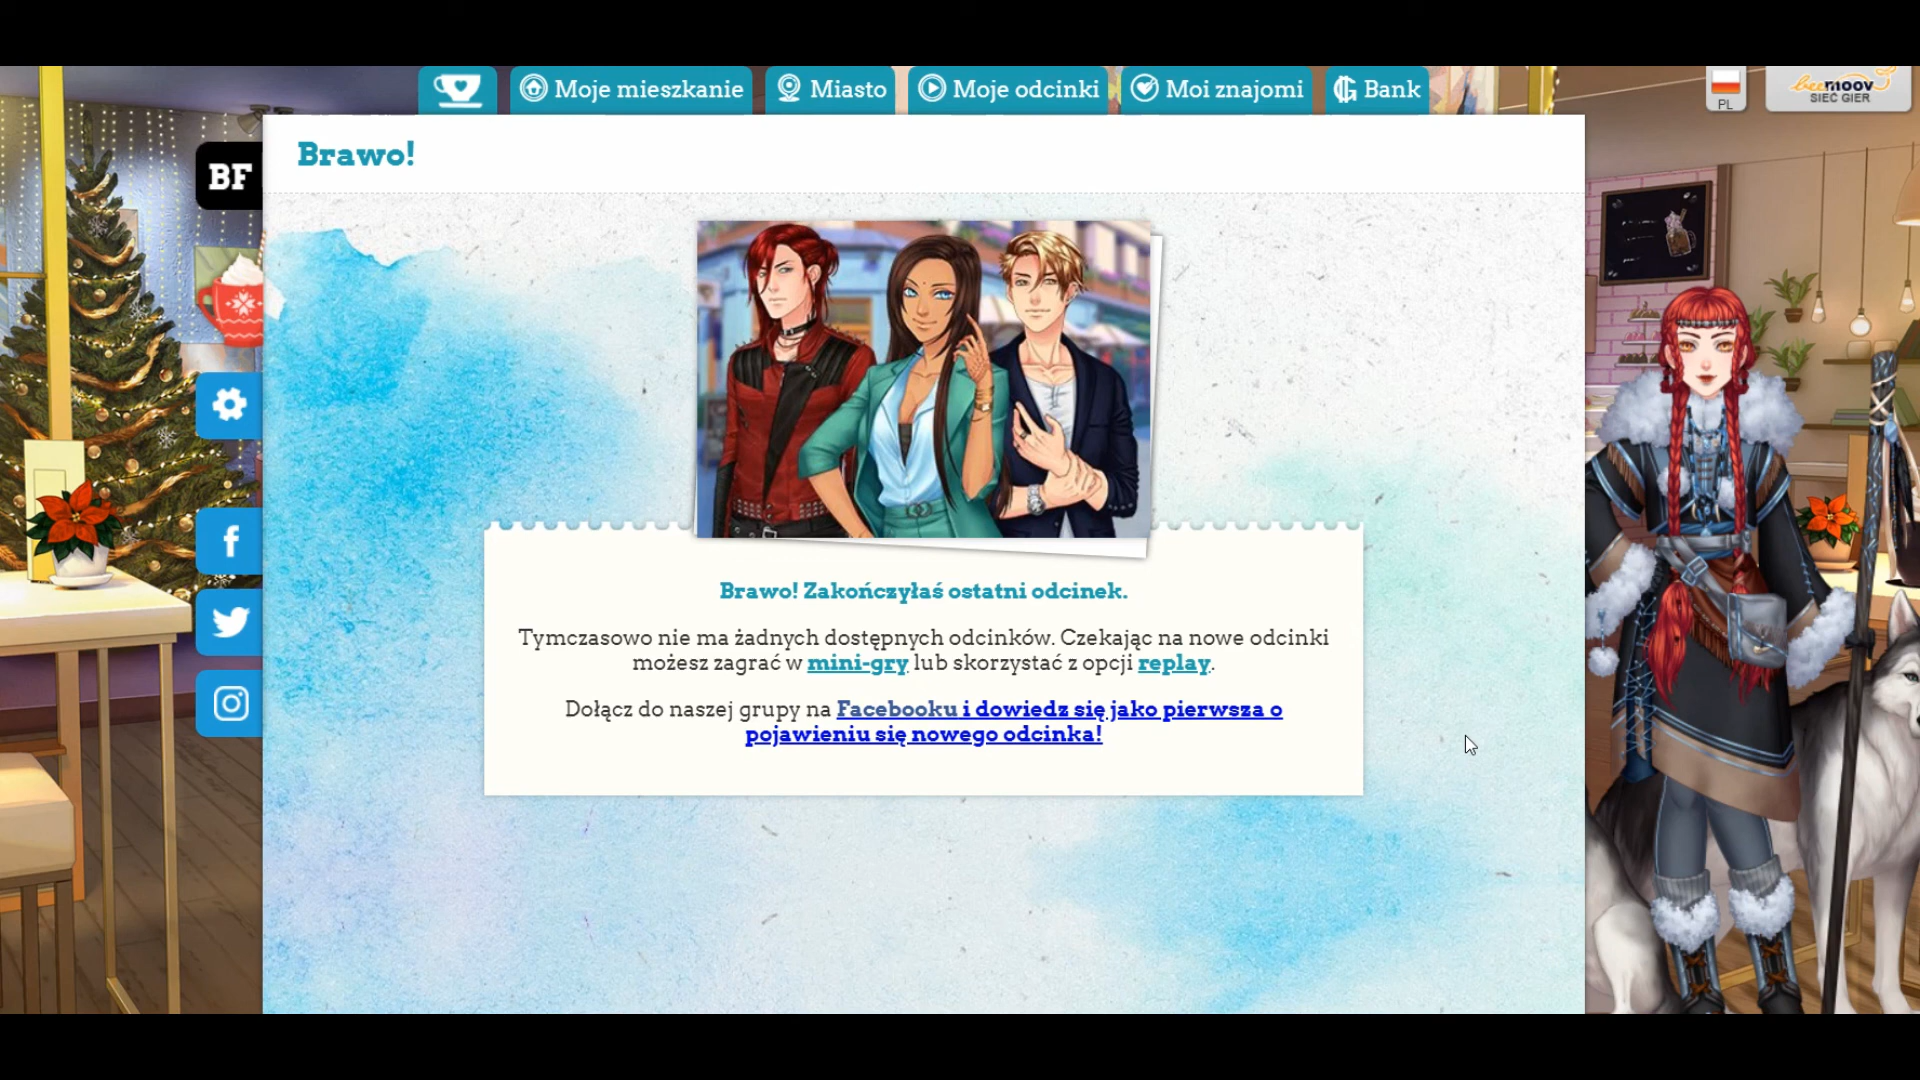 Moje mieszkanie
Miasto
Moje odcinki
Moi znajomi
Bank
PL
beemoov
SIEĆ GIER
Brawo!
BF
Brawo! Zakończyłaś ostatni odcinek.
Tymczasowo nie ma żadnych dostępnych odcinków. Czekając na nowe odcinki
możesz zagrać w mini-gry lub skorzystać z opcji replay.
Dołącz do naszej grupy na Facebooku i dowiedz się jako pierwsza o
pojawieniu się nowego odcinka!